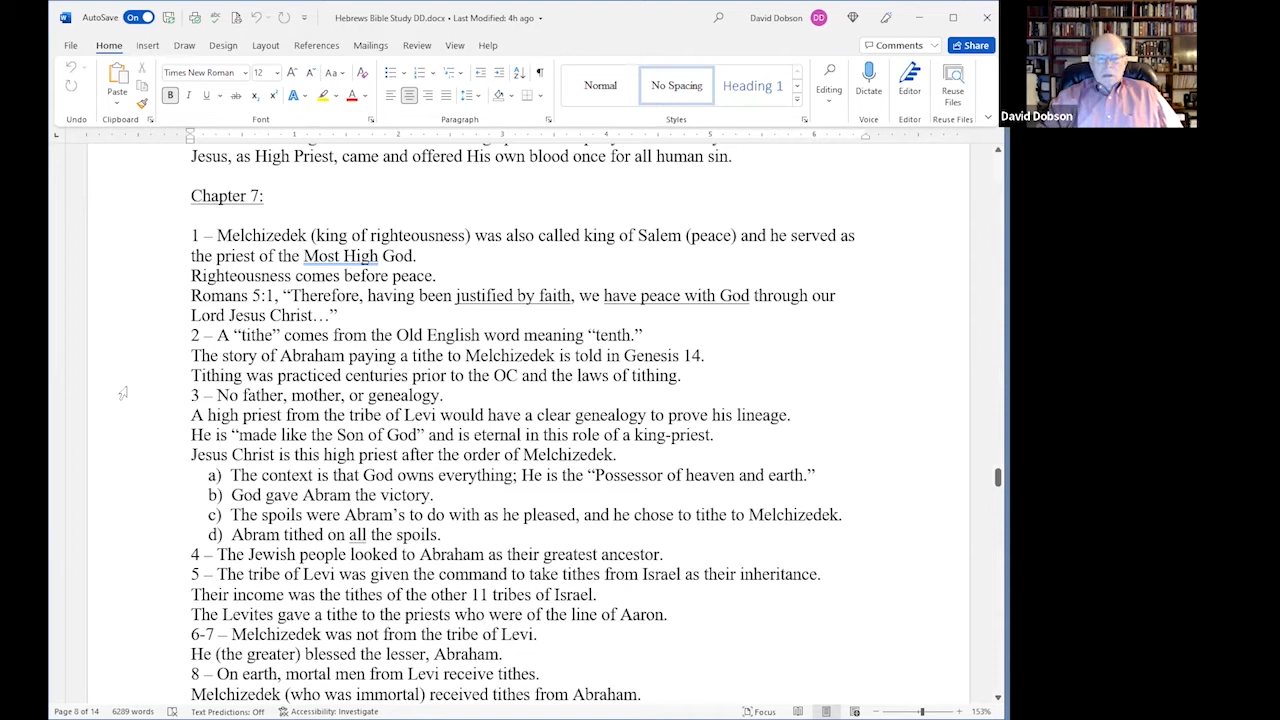 AutoSave On
Hebrews Bible Study DD.docx • Last Modified: 4h ago
David Dobson DD
File Home Insert Draw Design Layout References Mailings Review View Help
Comments Share
Times New Roman 12
Paste
Normal No Spacing Heading 1
Editing Dictate Editor Reuse Files
Undo Clipboard Font Paragraph Styles Voice Editor Reuse Files
David Dobson
1 2 3 4 5 6
Jesus, as High Priest, came and offered His own blood once for all human sin.
Chapter 7:
1 – Melchizedek (king of righteousness) was also called king of Salem (peace) and he served as
the priest of the Most High God.
Righteousness comes before peace.
Romans 5:1, “Therefore, having been justified by faith, we have peace with God through our
Lord Jesus Christ…”
2 – A “tithe” comes from the Old English word meaning “tenth.”
The story of Abraham paying a tithe to Melchizedek is told in Genesis 14.
Tithing was practiced centuries prior to the OC and the laws of tithing.
3 – No father, mother, or genealogy.
A high priest from the tribe of Levi would have a clear genealogy to prove his lineage.
He is “made like the Son of God” and is eternal in this role of a king-priest.
Jesus Christ is this high priest after the order of Melchizedek.
a) The context is that God owns everything; He is the “Possessor of heaven and earth.”
b) God gave Abram the victory.
c) The spoils were Abram’s to do with as he pleased, and he chose to tithe to Melchizedek.
d) Abram tithed on all the spoils.
4 – The Jewish people looked to Abraham as their greatest ancestor.
5 – The tribe of Levi was given the command to take tithes from Israel as their inheritance.
Their income was the tithes of the other 11 tribes of Israel.
The Levites gave a tithe to the priests who were of the line of Aaron.
6-7 – Melchizedek was not from the tribe of Levi.
He (the greater) blessed the lesser, Abraham.
8 – On earth, mortal men from Levi receive tithes.
Melchizedek (who was immortal) received tithes from Abraham.
Page 8 of 14 6289 words Text Predictions: Off Accessibility: Investigate Focus 153%